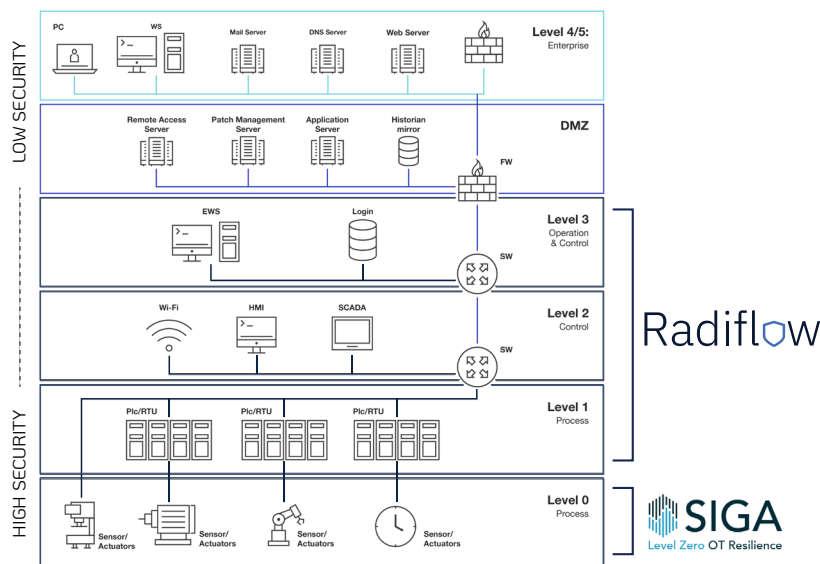 LOW SECURITY
HIGH SECURITY
PC
WS
Mail Server
DNS Server
Web Server
Level 4/5:
Enterprise
Remote Access
Server
Patch Management
Server
Application
Server
Historian
mirror
DMZ
FW
EWS
Login
Level 3
Operation
& Control
SW
Wi-Fi
HMI
SCADA
Level 2
Control
SW
Plc/RTU
Plc/RTU
Plc/RTU
Level 1
Process
Sensor/
Actuators
Sensor/
Actuators
Sensor/
Actuators
Sensor/
Actuators
Level 0
Process
Radiflow
SIGA
Level Zero OT Resilience